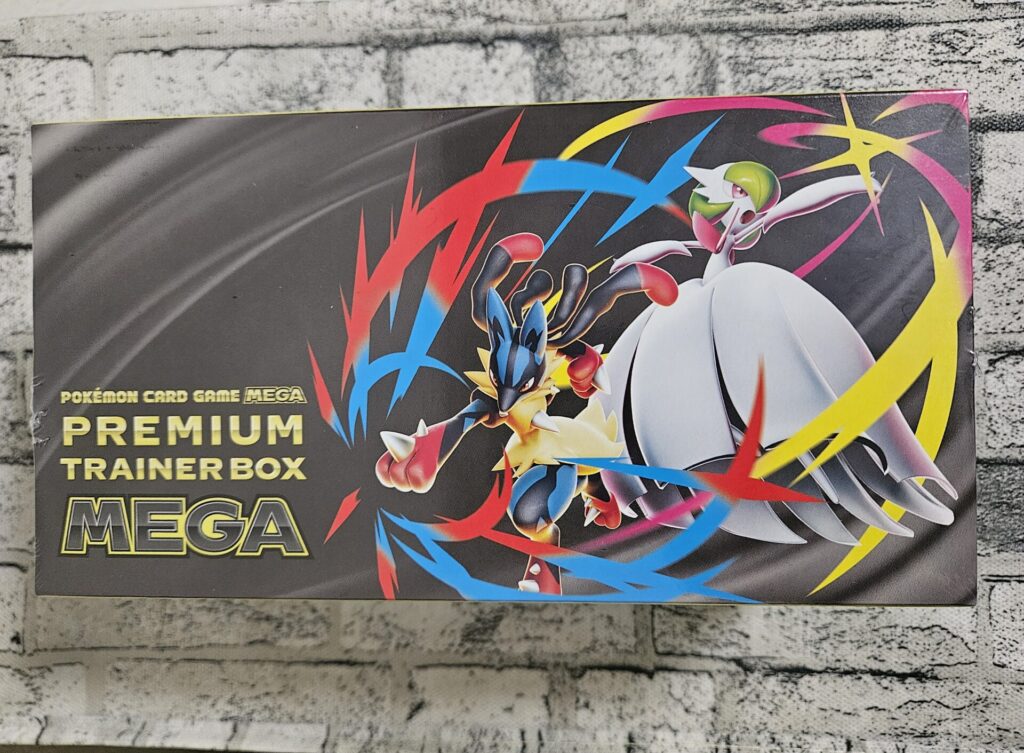 POKÉMON CARD GAME MEGA
PREMIUM
TRAINER BOX
MEGA